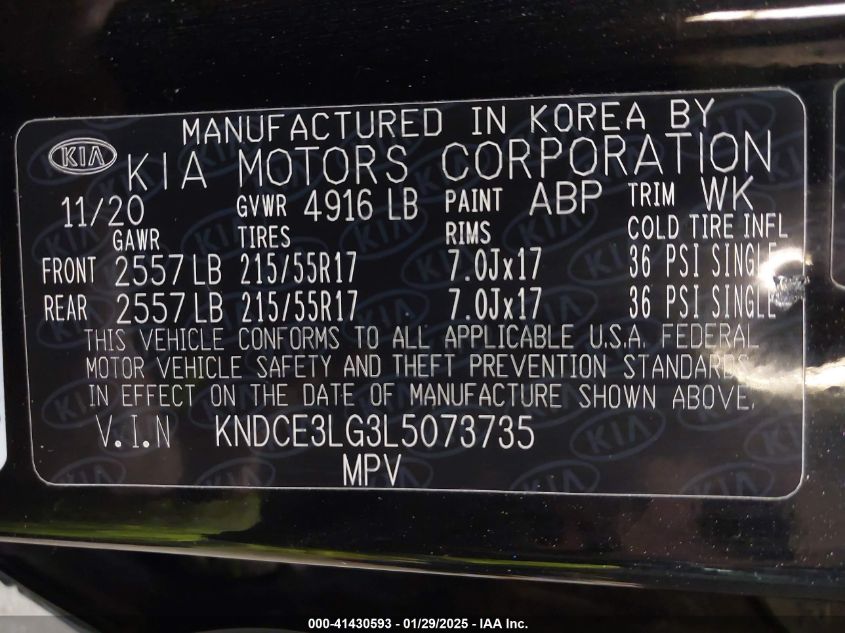 MANUFACTURED IN KOREA BY
KIA KIA MOTORS CORPORATION
11/20 GVWR 4916 LB PAINT ABP TRIM WK
GAWR TIRES RIMS COLD TIRE INFL
FRONT 2557 LB 215/55R17 7.0Jx17 36 PSI SINGLE
REAR 2557 LB 215/55R17 7.0Jx17 36 PSI SINGLE
THIS VEHICLE CONFORMS TO ALL APPLICABLE U.S.A. FEDERAL
MOTOR VEHICLE SAFETY AND THEFT PREVENTION STANDARDS
IN EFFECT ON THE DATE OF MANUFACTURE SHOWN ABOVE.
V.I.N KNDCE3LG3L5073735
MPV
000-41430593 - 01/29/2025 - IAA Inc.